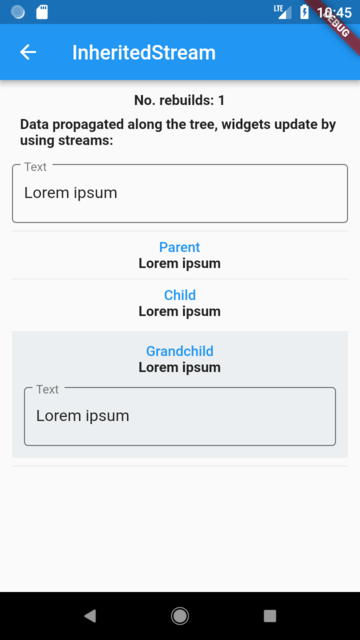 LTE 10:45
DEBUG
InheritedStream
No. rebuilds: 1
Data propagated along the tree, widgets update by
using streams:
Text
Lorem ipsum
Parent
Lorem ipsum
Child
Lorem ipsum
Grandchild
Lorem ipsum
Text
Lorem ipsum